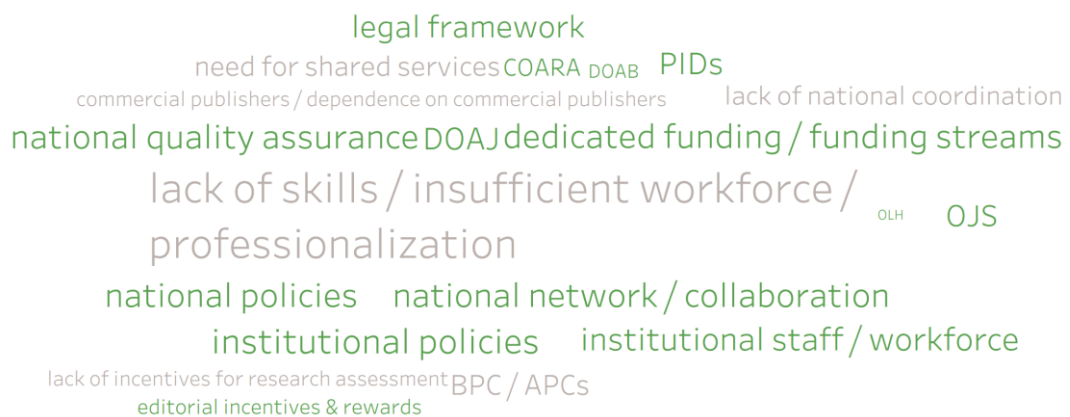 legal framework
need for shared services COARA DOAB PIDs
commercial publishers / dependence on commercial publishers lack of national coordination
national quality assurance DOAJ dedicated funding / funding streams
lack of skills / insufficient workforce /
professionalization
OLH OJS
national policies national network / collaboration
institutional policies institutional staff / workforce
lack of incentives for research assessment BPC / APCs
editorial incentives & rewards